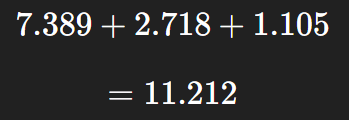 7.389 + 2.718 + 1.105
= 11.212